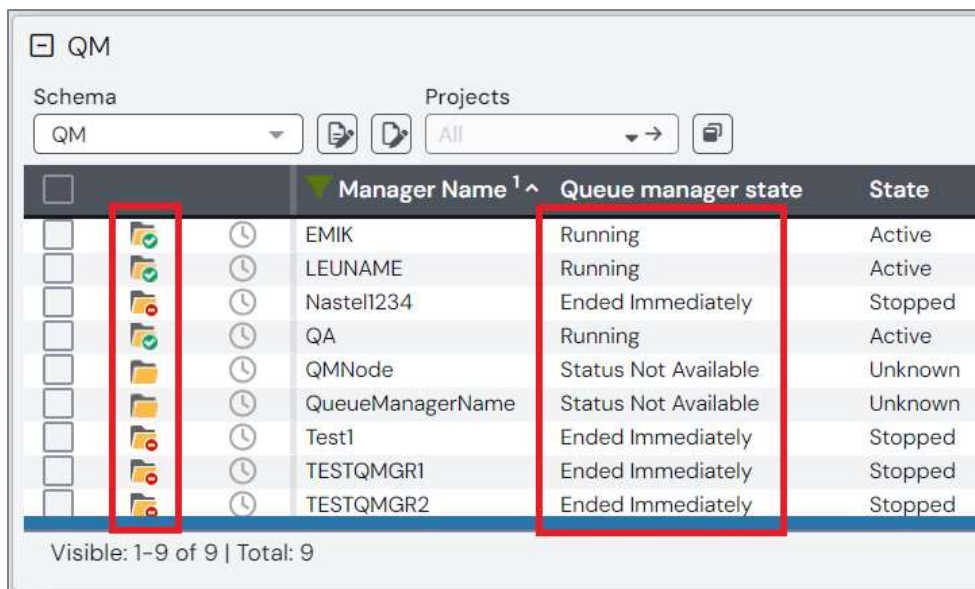 QM
Schema Projects
QM All
Manager Name 1 Queue manager state State
EMIK Running Active
LEUNAME Running Active
Nastel1234 Ended Immediately Stopped
QA Running Active
QMNode Status Not Available Unknown
QueueManagerName Status Not Available Unknown
Test1 Ended Immediately Stopped
TESTQMGR1 Ended Immediately Stopped
TESTQMGR2 Ended Immediately Stopped
Visible: 1-9 of 9 | Total: 9